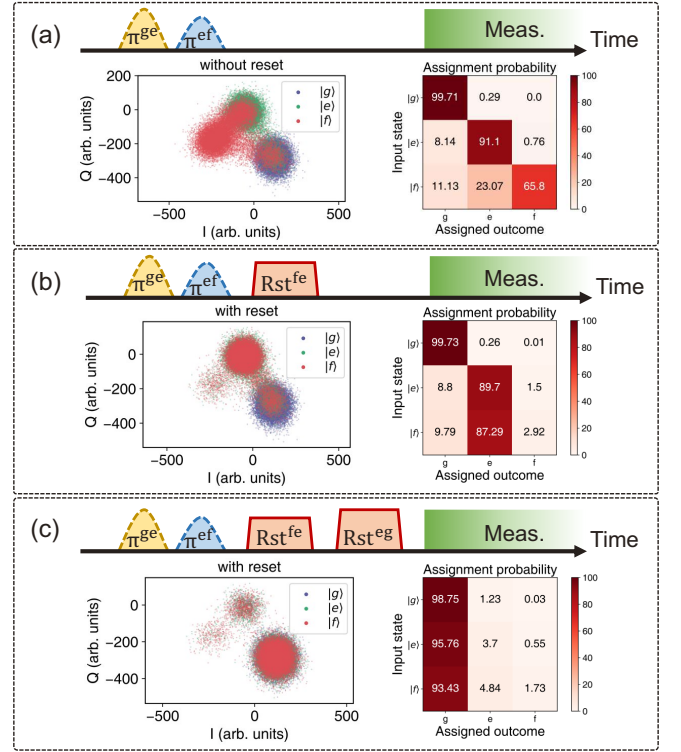 (a)
π^ge
π^ef
Meas.
Time
without reset
|g⟩
|e⟩
|f⟩
Q (arb. units)
200
0
−200
−400
−500
0
500
I (arb. units)
Assignment probability
Input state
|g⟩
99.71 0.29 0.0
|e⟩
8.14 91.1 0.76
|f⟩
11.13 23.07 65.8
g e f
Assigned outcome
100
80
60
40
20
0
(b)
π^ge
π^ef
Rst^fe
Meas.
Time
with reset
|g⟩
|e⟩
|f⟩
Q (arb. units)
0
−200
−400
−500
0
500
I (arb. units)
Assignment probability
Input state
|g⟩
99.73 0.26 0.01
|e⟩
8.8 89.7 1.5
|f⟩
9.79 87.29 2.92
g e f
Assigned outcome
100
80
60
40
20
0
(c)
π^ge
π^ef
Rst^fe
Rst^eg
Meas.
Time
with reset
|g⟩
|e⟩
|f⟩
Q (arb. units)
0
−200
−400
−500
0
500
I (arb. units)
Assignment probability
Input state
|g⟩
98.75 1.23 0.03
|e⟩
95.76 3.7 0.55
|f⟩
93.43 4.84 1.73
g e f
Assigned outcome
100
80
60
40
20
0